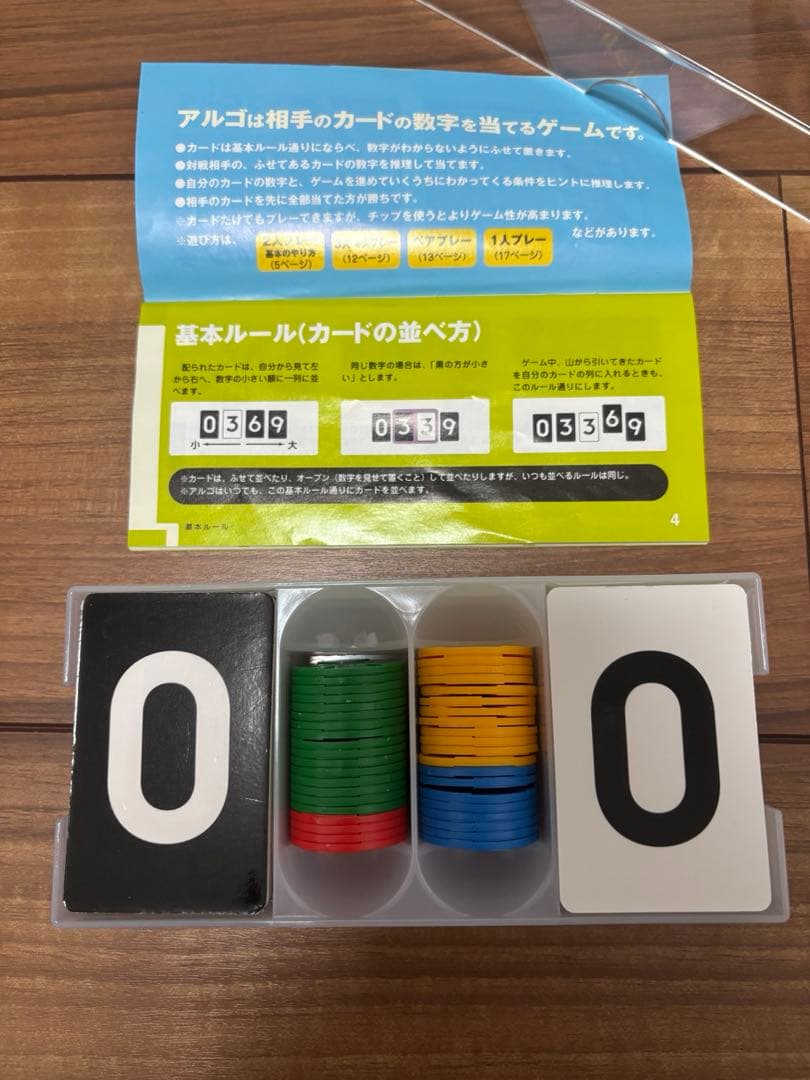 アルゴは相手のカードの数字を当てるゲームです。
●カードは基本ルール通りにならべ、数字がわからないようにふせて置きます。
●対戦相手の、ふせてあるカードの数字を推理して当てます。
●自分のカードの数字と、ゲームを進めていくうちにわかってくる条件をヒントに推理します。
●相手のカードを先に全部当てた方が勝ちです。
※カードだけでもプレーできますが、チップを使うとよりゲーム性が高まります。
※遊び方は、
2人プレー
基本のやり方
(5ページ)
(12ページ)
ペアプレー
(13ページ)
1人プレー
(17ページ)
などがあります。
基本ルール(カードの並べ方)
配られたカードは、自分から見て左
から右へ、数字の小さい順に一列に並
べます。
0 3 6 9
小 大
同じ数字の場合は、「黒の方が小さ
い」とします。
0 3 3 9
ゲーム中、山から引いてきたカード
を自分のカードの列に入れるときも、
このルール通りにします。
0 3 3 6 9
※カードは、ふせて並べたり、オープン(数字を見せて置くこと)して並べたりしますが、いつも並べるルールは同じ。
※アルゴはいつでも、この基本ルール通りにカードを並べます。
基本ルール
4
0
0